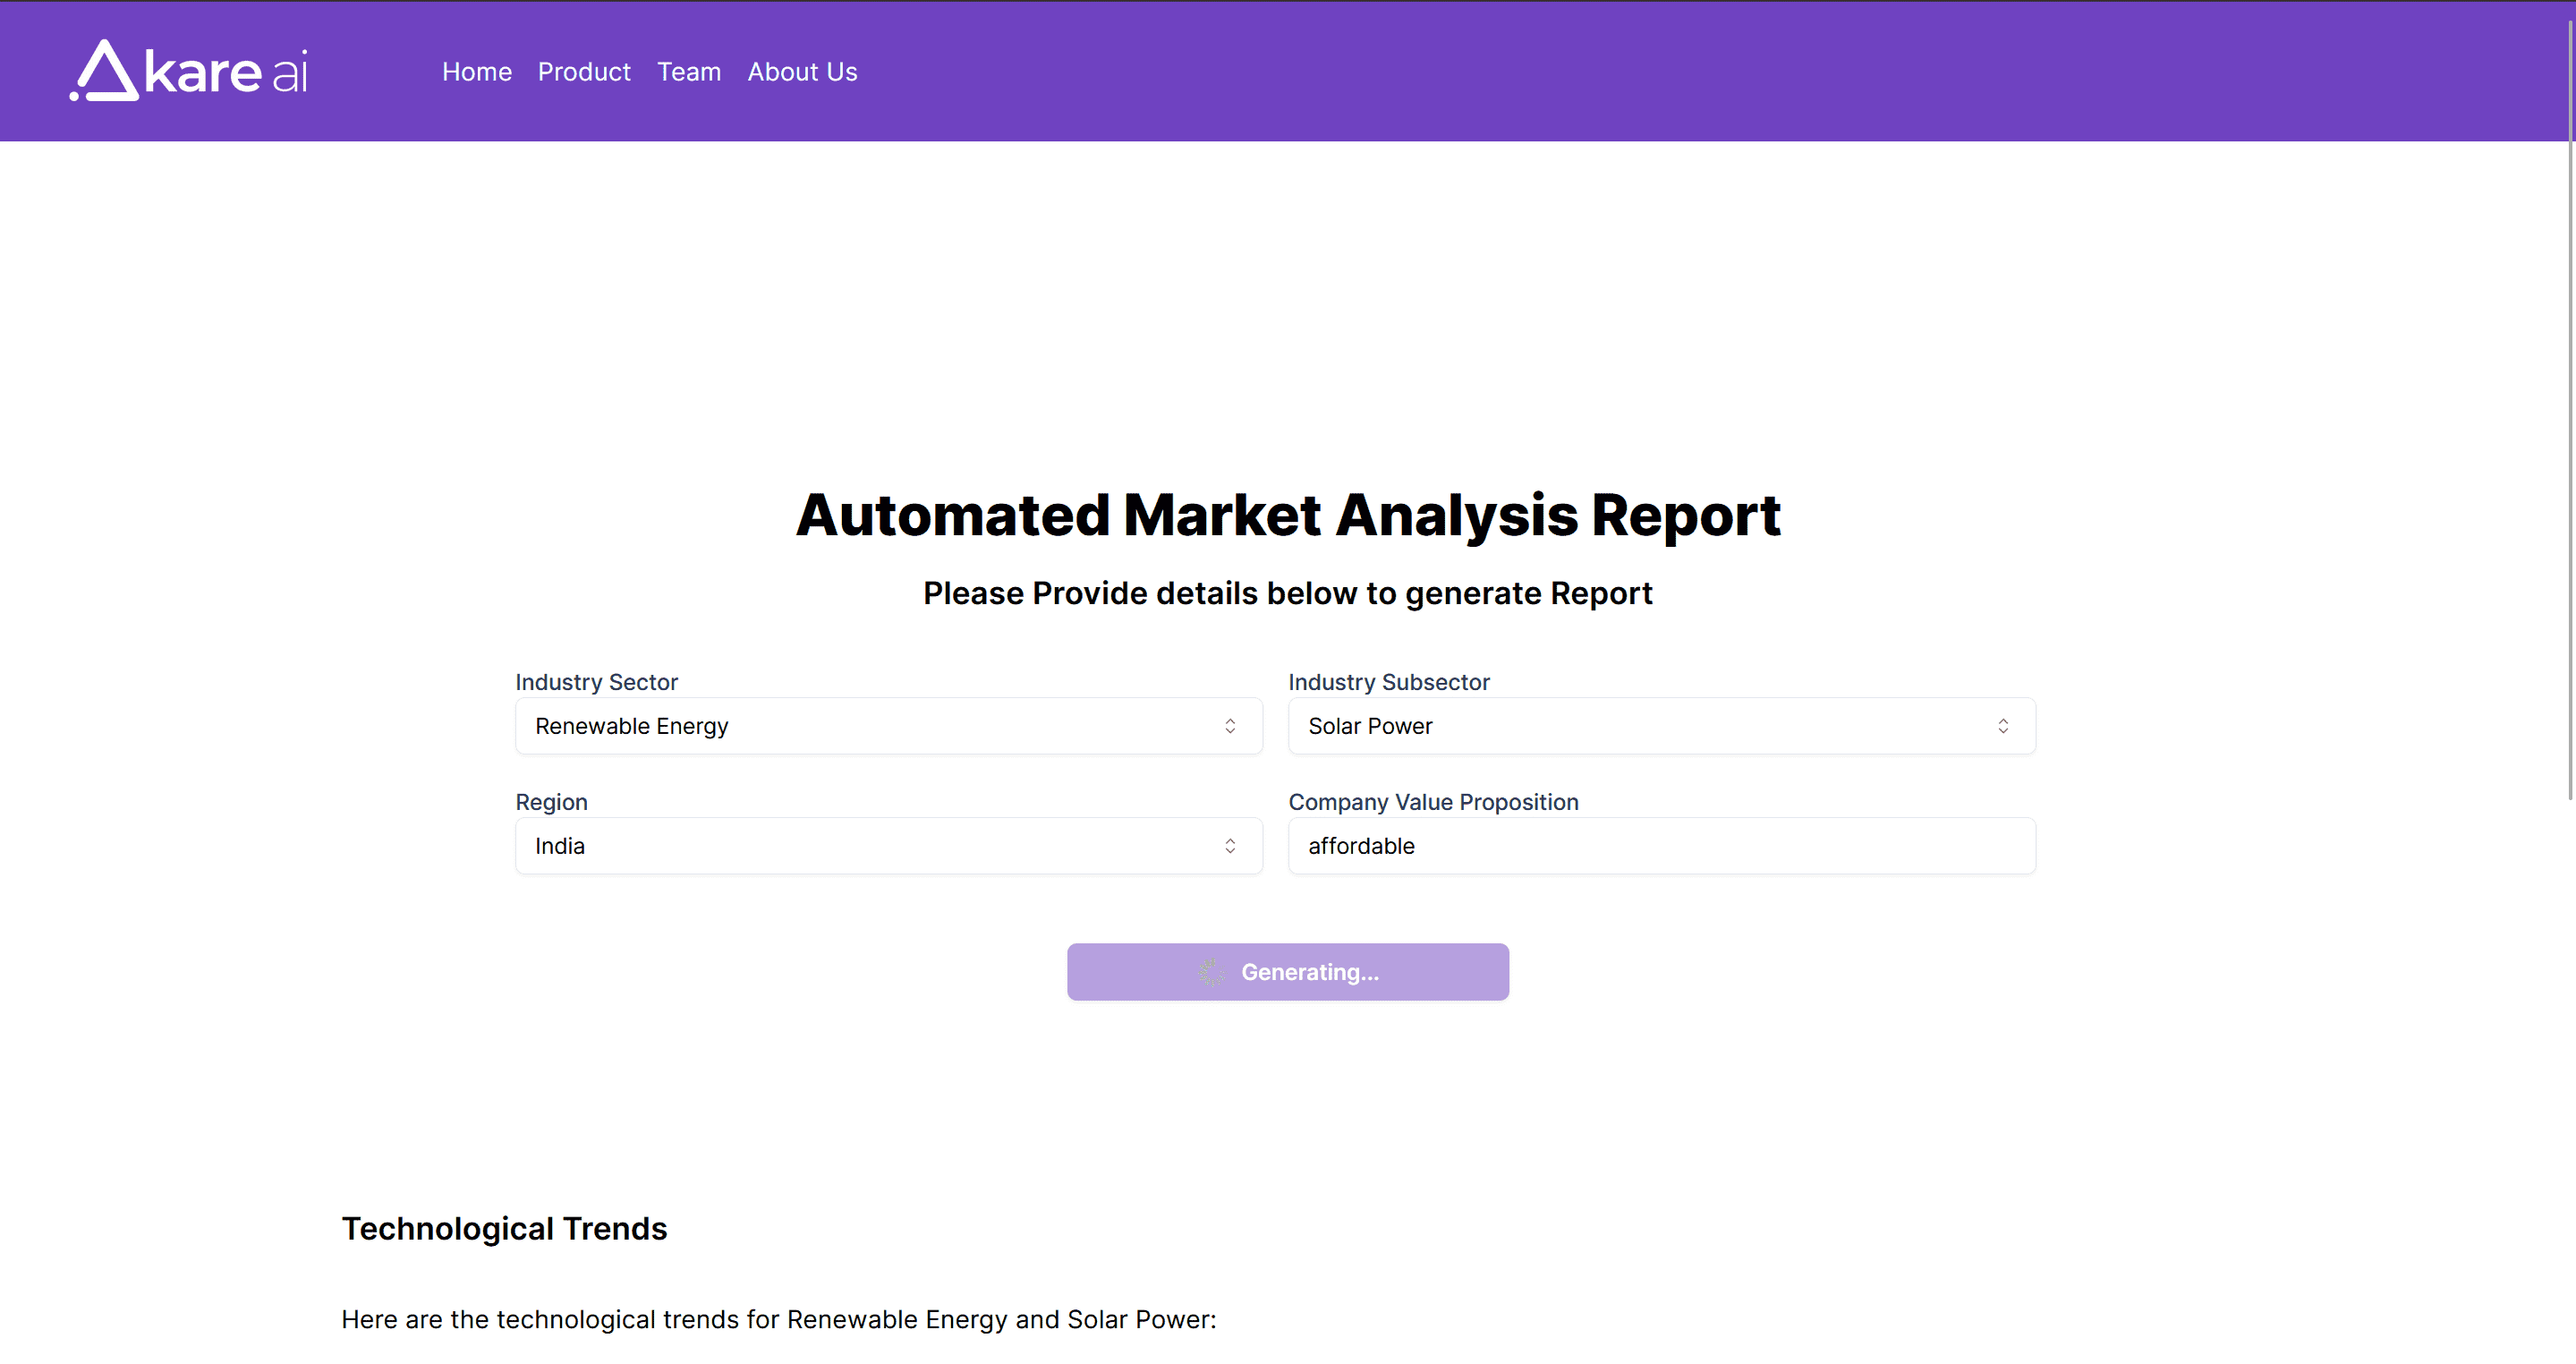 Akare ai
Home Product Team About Us
Automated Market Analysis Report
Please Provide details below to generate Report
Industry Sector
Industry Subsector
Renewable Energy
Solar Power
Region
Company Value Proposition
India
affordable
Generating...
Technological Trends
Here are the technological trends for Renewable Energy and Solar Power: